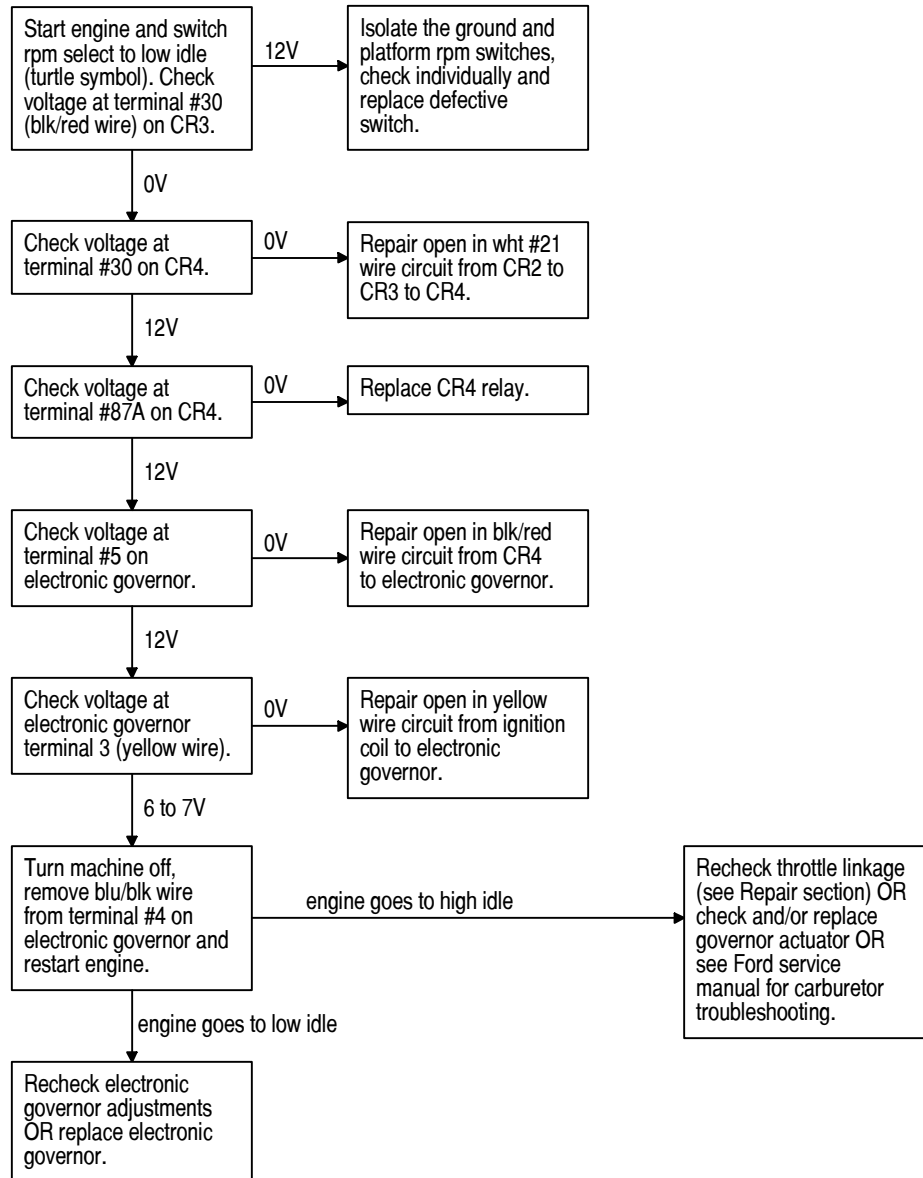 Start engine and switch
rpm select to low idle
(turtle symbol). Check
voltage at terminal #30
(blk/red wire) on CR3.
12V
Isolate the ground and
platform rpm switches,
check individually and
replace defective
switch.
0V
Check voltage at
terminal #30 on CR4.
0V
Repair open in wht #21
wire circuit from CR2 to
CR3 to CR4.
12V
Check voltage at
terminal #87A on CR4.
0V
Replace CR4 relay.
12V
Check voltage at
terminal #5 on
electronic governor.
0V
Repair open in blk/red
wire circuit from CR4
to electronic governor.
12V
Check voltage at
electronic governor
terminal 3 (yellow wire).
0V
Repair open in yellow
wire circuit from ignition
coil to electronic
governor.
6 to 7V
Turn machine off,
remove blu/blk wire
from terminal #4 on
electronic governor and
restart engine.
engine goes to high idle
Recheck throttle linkage
(see Repair section) OR
check and/or replace
governor actuator OR
see Ford service
manual for carburetor
troubleshooting.
engine goes to low idle
Recheck electronic
governor adjustments
OR replace electronic
governor.